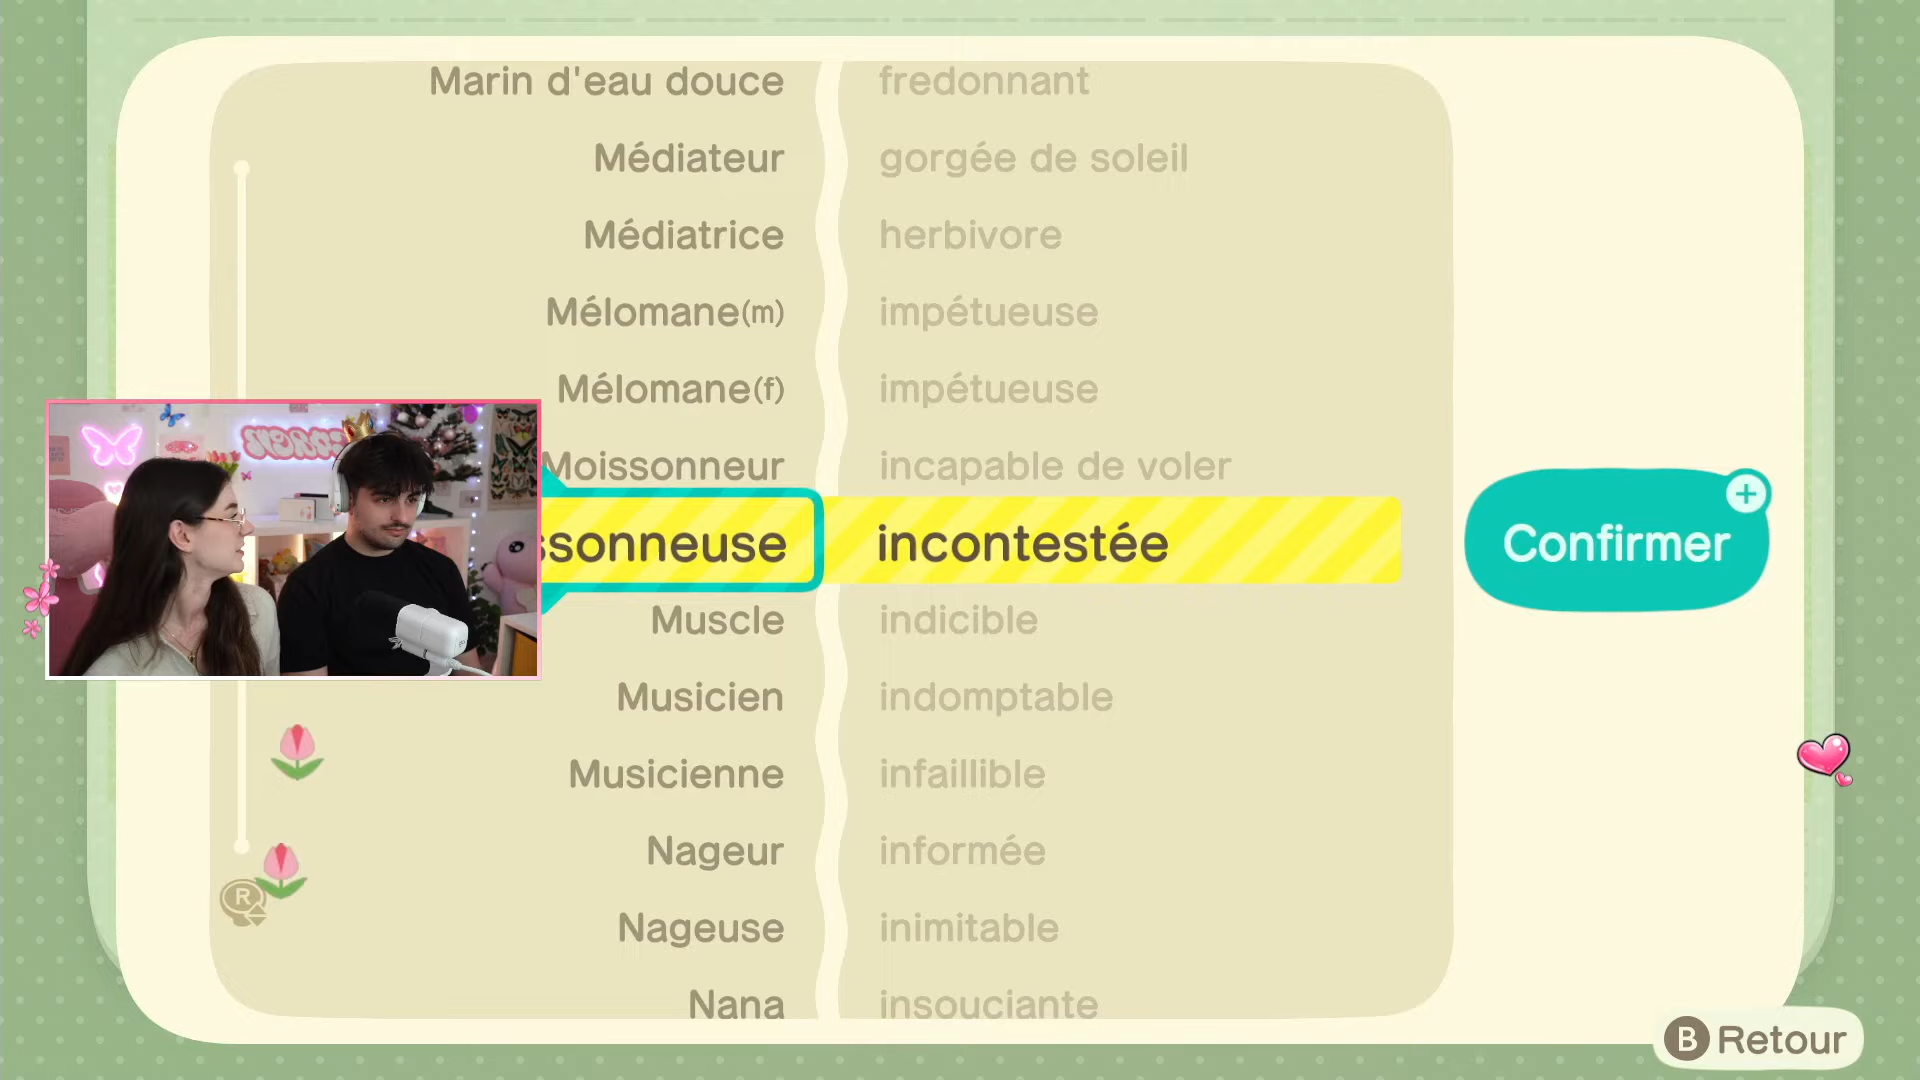 Marin d'eau douce fredonnant
Médiateur gorgée de soleil
Médiatrice herbivore
Mélomane(m) impétueuse
Mélomane(f) impétueuse
Moissonneur incapable de voler
ssonneuse incontestée
Confirmer
Muscle indicible
Musicien indomptable
Musicienne infaillible
Nageur informée
R
Nageuse inimitable
Nana insouciante
B Retour